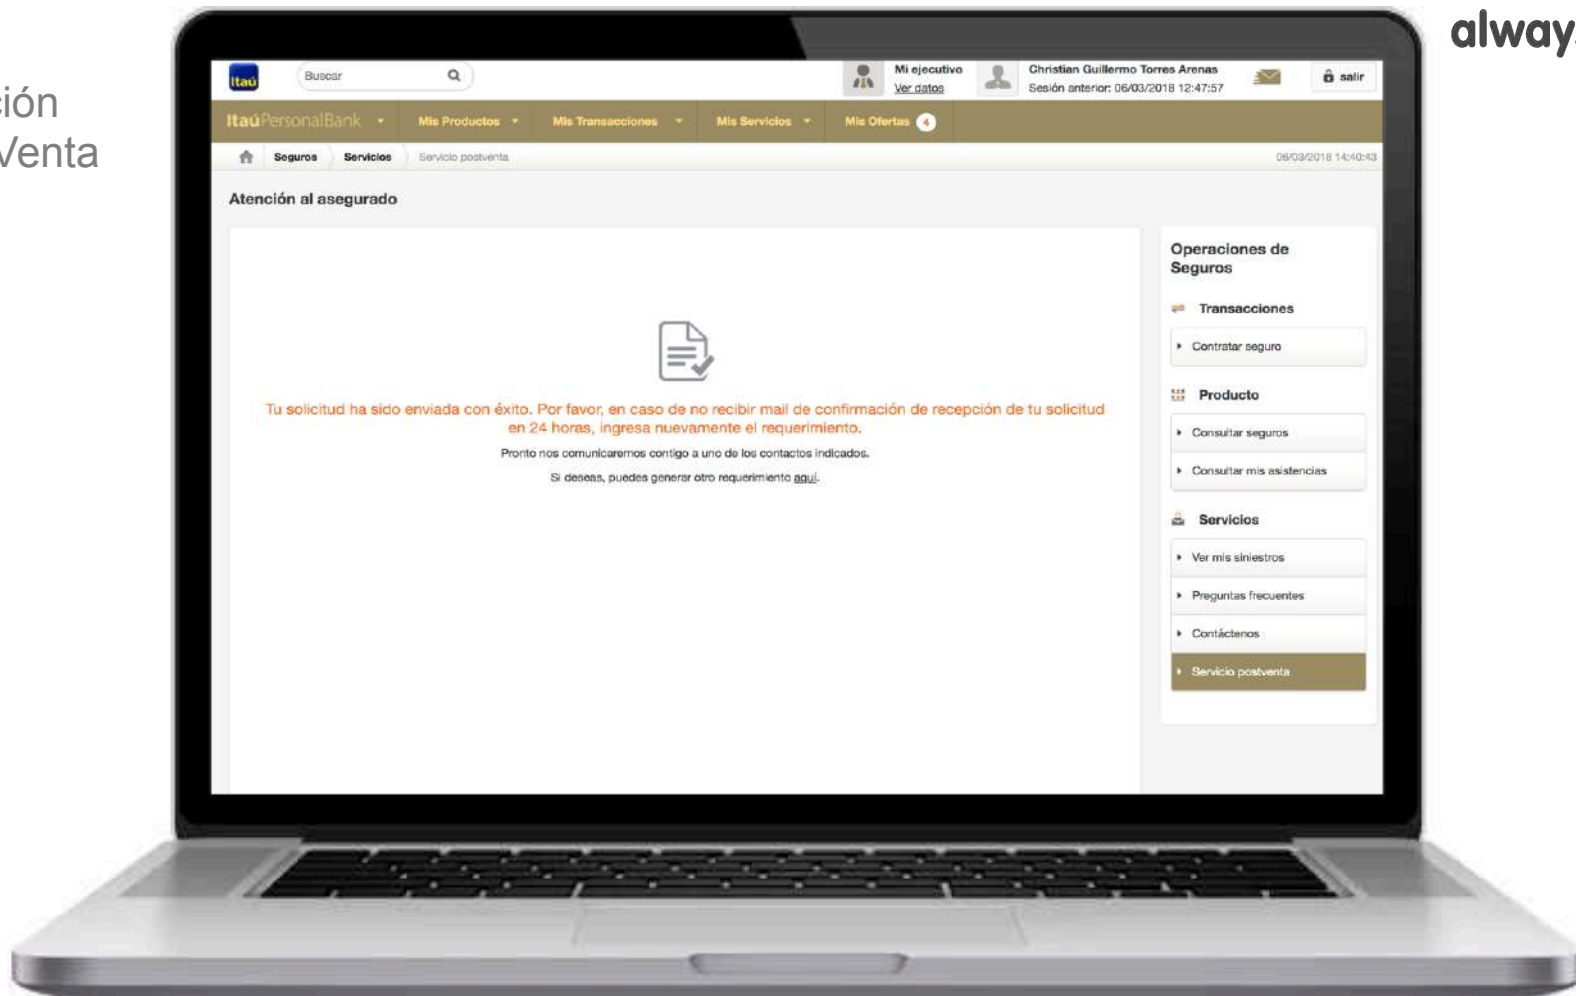 alway
ción
Venta
Itaú
Buscar
Mi ejecutivo
Ver datos
Christian Guillermo Torres Arenas
Sesión anterior: 06/03/2018 12:47:57
salir
ItaúPersonalBank
Mis Productos
Mis Transacciones
Mis Servicios
Mis Ofertas 4
Seguros
Servicios
Servicio postventa
06/03/2018 14:40:43
Atención al asegurado
Tu solicitud ha sido enviada con éxito. Por favor, en caso de no recibir mail de confirmación de recepción de tu solicitud
en 24 horas, ingresa nuevamente el requerimiento.
Pronto nos comunicaremos contigo a uno de los contactos indicados.
Si deseas, puedes generar otro requerimiento aquí.
Operaciones de
Seguros
Transacciones
Contratar seguro
Producto
Consultar seguros
Consultar mis asistencias
Servicios
Ver mis siniestros
Preguntas frecuentes
Contáctenos
Servicio postventa